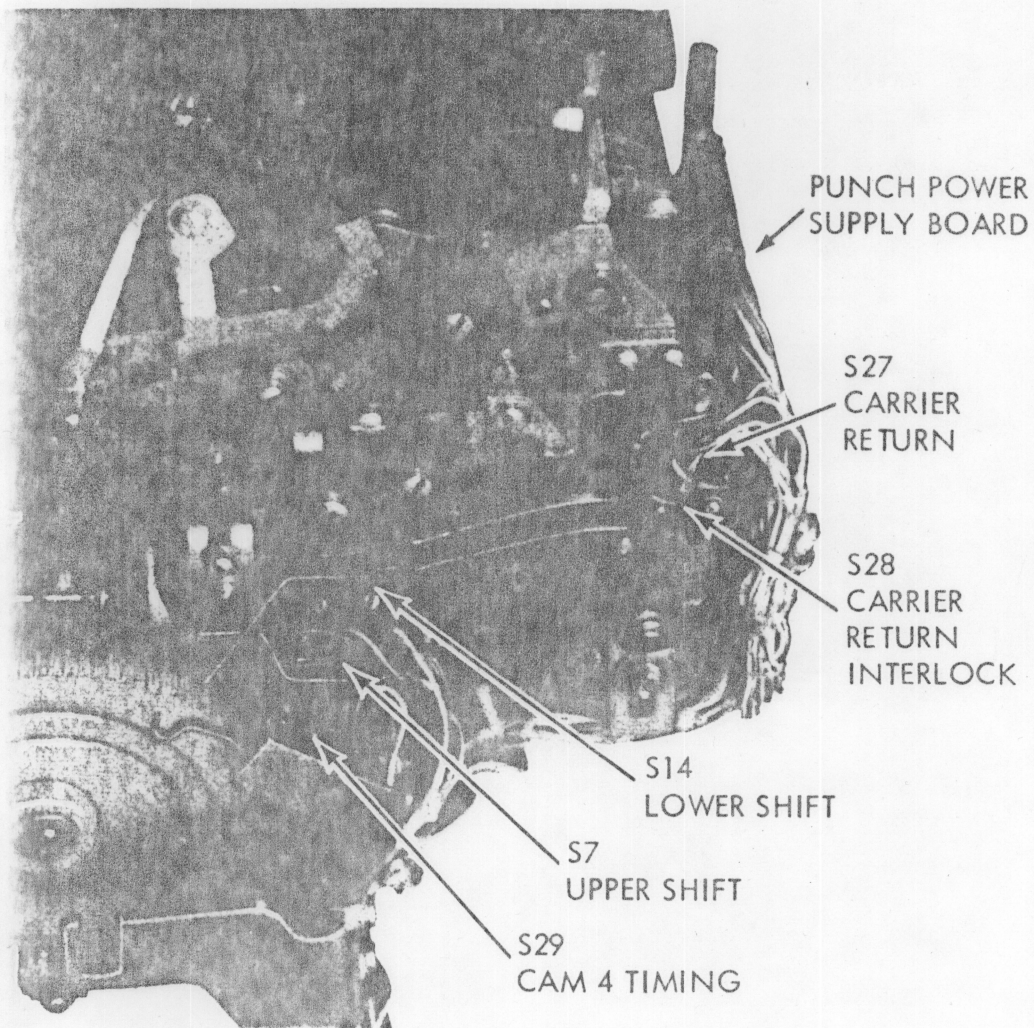 PUNCH POWER
SUPPLY BOARD
S27
CARRIER
RETURN
S28
CARRIER
RETURN
INTERLOCK
S14
LOWER SHIFT
S7
UPPER SHIFT
S29
CAM 4 TIMING